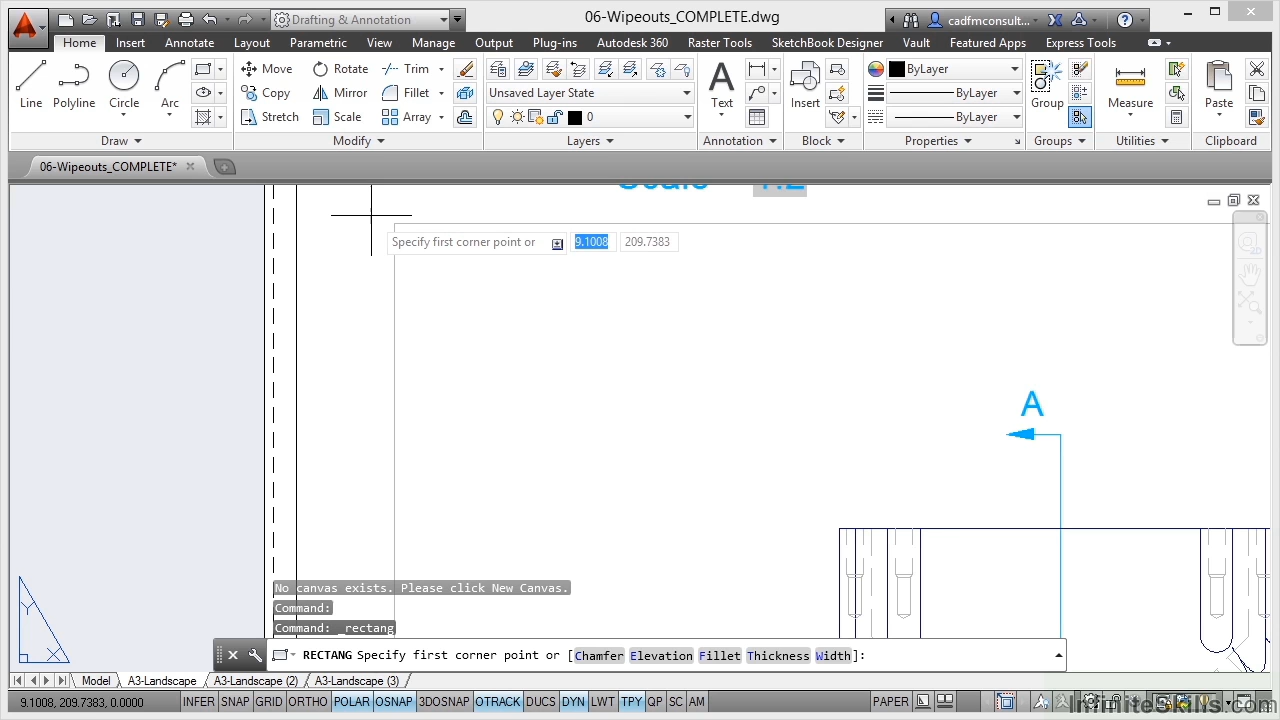 Drafting & Annotation
06-Wipeouts_COMPLETE.dwg
cadfmconsult...
Home Insert Annotate Layout Parametric View Manage Output Plug-ins Autodesk 360 Raster Tools SketchBook Designer Vault Featured Apps Express Tools
Line Polyline Circle Arc
Move Rotate Trim
Copy Mirror Fillet
Stretch Scale Array
Unsaved Layer State
0
Text
Insert
ByLayer
ByLayer
ByLayer
Group
Measure
Paste
Draw Modify Layers Annotation Block Properties Groups Utilities Clipboard
06-Wipeouts_COMPLETE*
Scale 1:2
Specify first corner point or 9.1008 209.7383
2D
A
No canvas exists. Please click New Canvas.
Command:
Command: _rectang
Y
X
RECTANG Specify first corner point or [Chamfer Elevation Fillet Thickness Width]:
Model A3-Landscape A3-Landscape (2) A3-Landscape (3)
9.1008, 209.7383, 0.0000 INFER SNAP GRID ORTHO POLAR OSNAP 3DOSNAP OTRACK DUCS DYN LWT TPY QP SC AM PAPER
InfiniteSkills.com